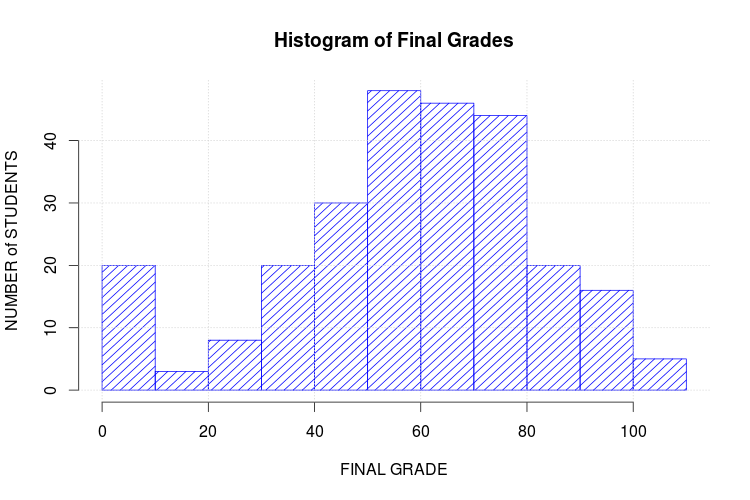 Histogram of Final Grades
NUMBER of STUDENTS
40
30
20
10
0
0 20 40 60 80 100
FINAL GRADE